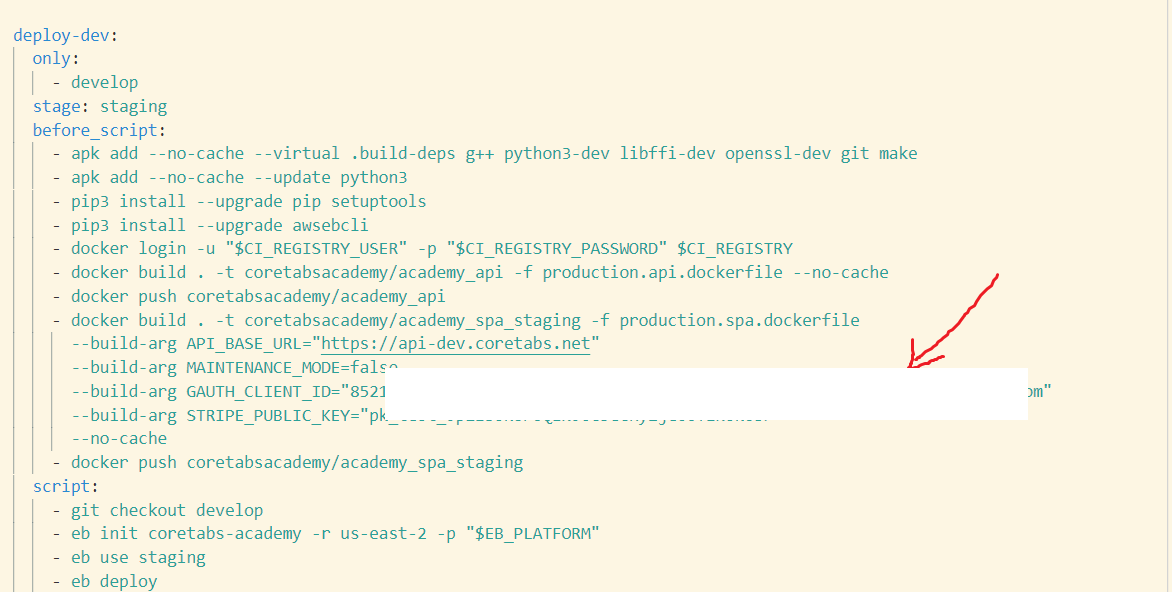 deploy-dev:
only:
- develop
stage: staging
before_script:
- apk add --no-cache --virtual .build-deps g++ python3-dev libffi-dev openssl-dev git make
- apk add --no-cache --update python3
- pip3 install --upgrade pip setuptools
- pip3 install --upgrade awsebcli
- docker login -u "$CI_REGISTRY_USER" -p "$CI_REGISTRY_PASSWORD" $CI_REGISTRY
- docker build . -t coretabsacademy/academy_api -f production.api.dockerfile --no-cache
- docker push coretabsacademy/academy_api
- docker build . -t coretabsacademy/academy_spa_staging -f production.spa.dockerfile
--build-arg API_BASE_URL="https://api-dev.coretabs.net"
--build-arg MAINTENANCE_MODE=false
--build-arg GAUTH_CLIENT_ID="8521 om"
--build-arg STRIPE_PUBLIC_KEY="pk
--no-cache
- docker push coretabsacademy/academy_spa_staging
script:
- git checkout develop
- eb init coretabs-academy -r us-east-2 -p "$EB_PLATFORM"
- eb use staging
- eb deploy